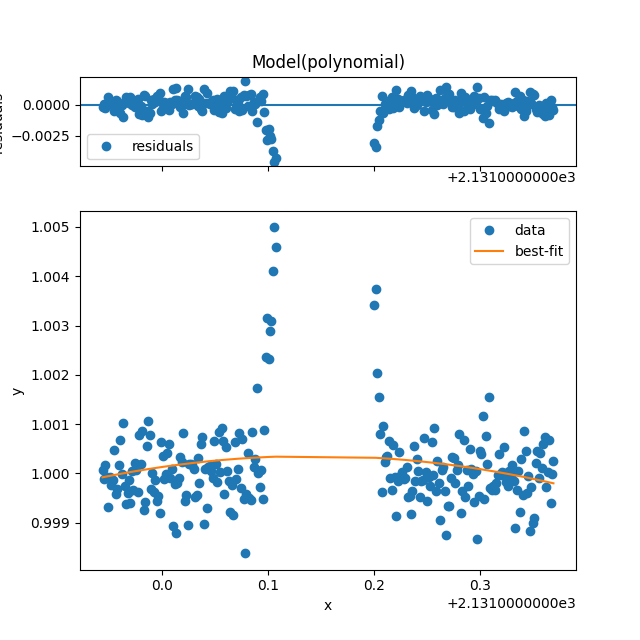 Model(polynomial)
0.0000
−0.0025
residuals
+2.1310000000e3
1.005
1.004
1.003
1.002
1.001
1.000
0.999
y
data
best-fit
0.0
0.1
0.2
0.3
x
+2.1310000000e3